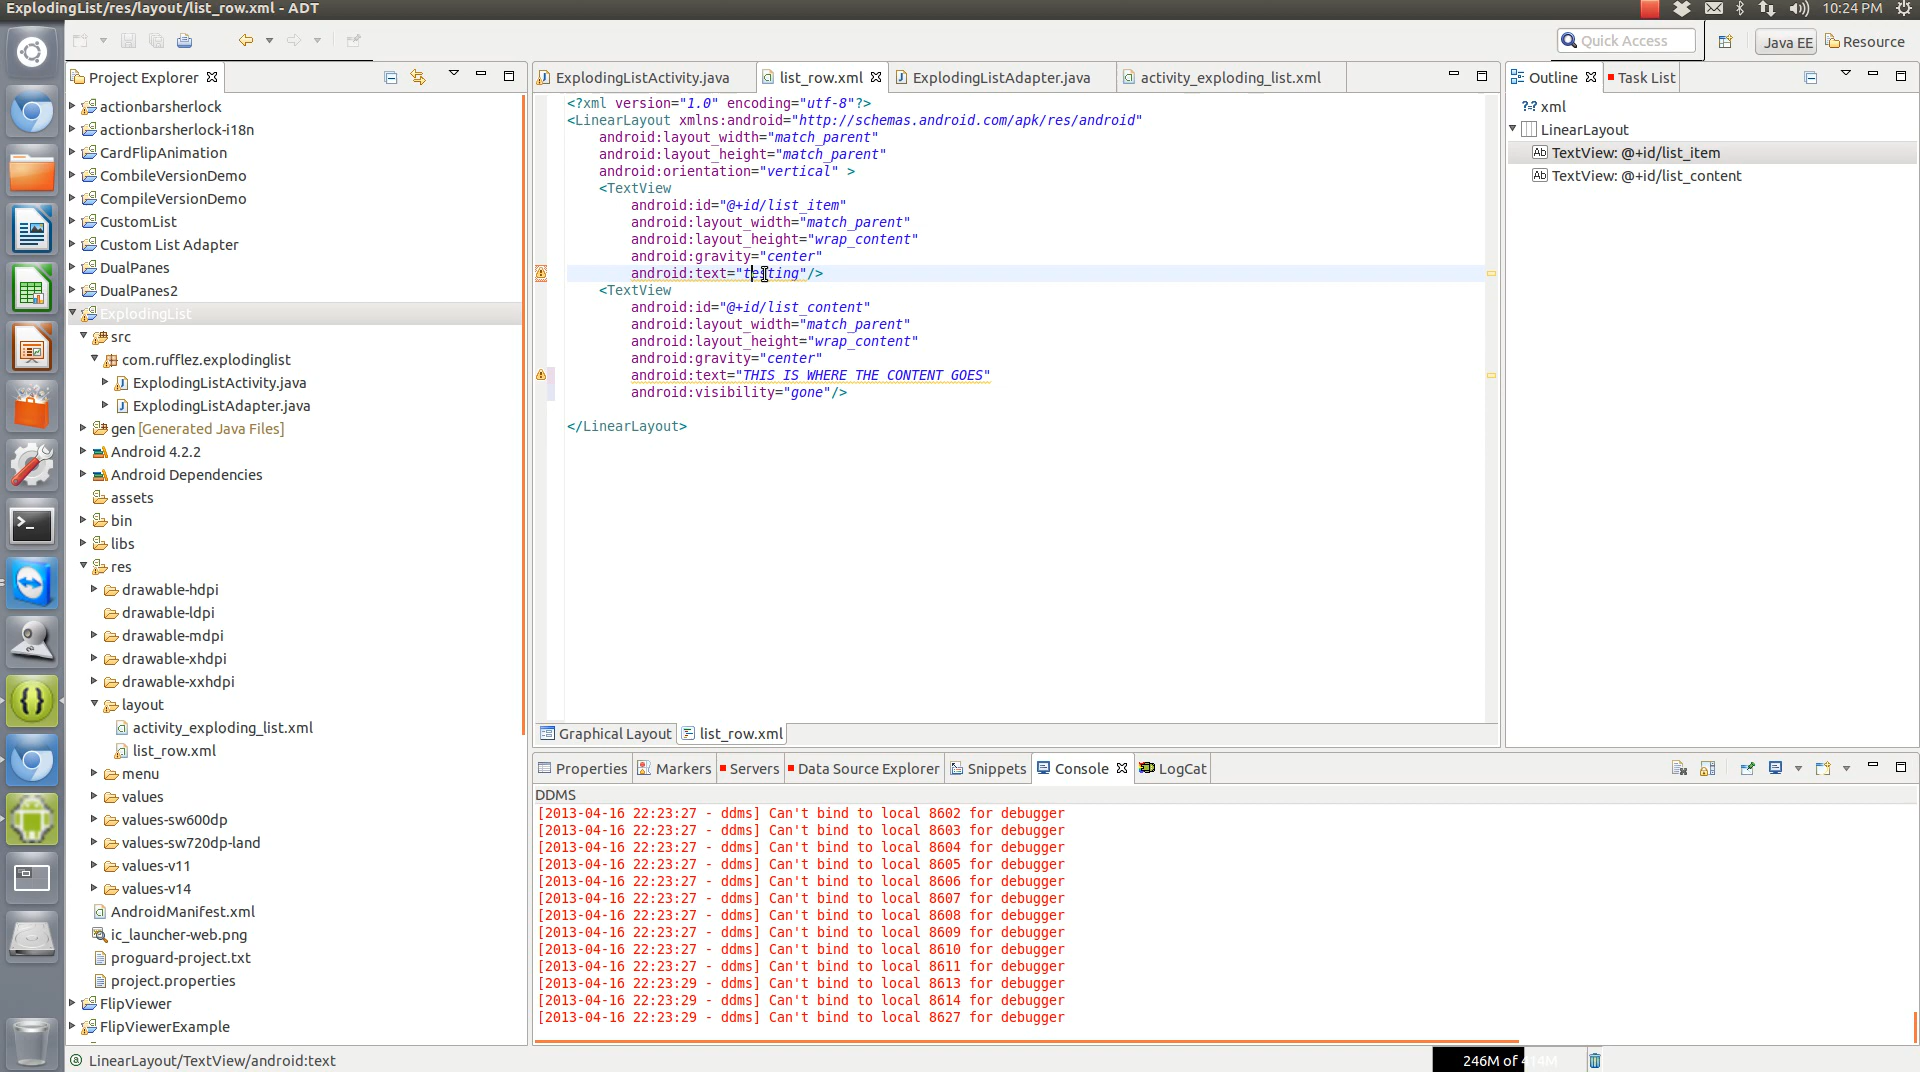 ExplodingList/res/layout/list_row.xml - ADT
10:24 PM
Quick Access
Java EE
Resource
Project Explorer
actionbarsherlock
actionbarsherlock-i18n
CardFlipAnimation
CombileVersionDemo
CompileVersionDemo
CustomList
Custom List Adapter
DualPanes
DualPanes2
ExplodingList
src
com.rufflez.explodinglist
ExplodingListActivity.java
ExplodingListAdapter.java
gen [Generated Java Files]
Android 4.2.2
Android Dependencies
assets
bin
libs
res
drawable-hdpi
drawable-ldpi
drawable-mdpi
drawable-xhdpi
drawable-xxhdpi
layout
activity_exploding_list.xml
list_row.xml
menu
values
values-sw600dp
values-sw720dp-land
values-v11
values-v14
AndroidManifest.xml
ic_launcher-web.png
proguard-project.txt
project.properties
FlipViewer
FlipViewerExample
ExplodingListActivity.java
list_row.xml
ExplodingListAdapter.java
activity_exploding_list.xml
<?xml version="1.0" encoding="utf-8"?>
<LinearLayout xmlns:android="http://schemas.android.com/apk/res/android"
android:layout_width="match_parent"
android:layout_height="match_parent"
android:orientation="vertical" >
<TextView
android:id="@+id/list_item"
android:layout_width="match_parent"
android:layout_height="wrap_content"
android:gravity="center"
android:text="testing"/>
<TextView
android:id="@+id/list_content"
android:layout_width="match_parent"
android:layout_height="wrap_content"
android:gravity="center"
android:text="THIS IS WHERE THE CONTENT GOES"
android:visibility="gone"/>
</LinearLayout>
Graphical Layout
list_row.xml
Outline
Task List
xml
LinearLayout
Ab TextView: @+id/list_item
Ab TextView: @+id/list_content
Properties
Markers
Servers
Data Source Explorer
Snippets
Console
LogCat
DDMS
[2013-04-16 22:23:27 - ddms] Can't bind to local 8602 for debugger
[2013-04-16 22:23:27 - ddms] Can't bind to local 8603 for debugger
[2013-04-16 22:23:27 - ddms] Can't bind to local 8604 for debugger
[2013-04-16 22:23:27 - ddms] Can't bind to local 8605 for debugger
[2013-04-16 22:23:27 - ddms] Can't bind to local 8606 for debugger
[2013-04-16 22:23:27 - ddms] Can't bind to local 8607 for debugger
[2013-04-16 22:23:27 - ddms] Can't bind to local 8608 for debugger
[2013-04-16 22:23:27 - ddms] Can't bind to local 8609 for debugger
[2013-04-16 22:23:27 - ddms] Can't bind to local 8610 for debugger
[2013-04-16 22:23:27 - ddms] Can't bind to local 8611 for debugger
[2013-04-16 22:23:29 - ddms] Can't bind to local 8613 for debugger
[2013-04-16 22:23:29 - ddms] Can't bind to local 8614 for debugger
[2013-04-16 22:23:29 - ddms] Can't bind to local 8627 for debugger
LinearLayout/TextView/android:text
246M of 414M